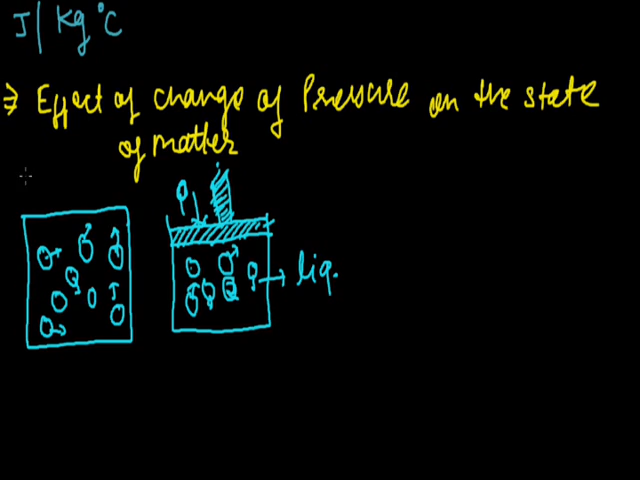 J/kg°C
⇒ Effect of change of Pressure on the state
of matter
P
→ liq.